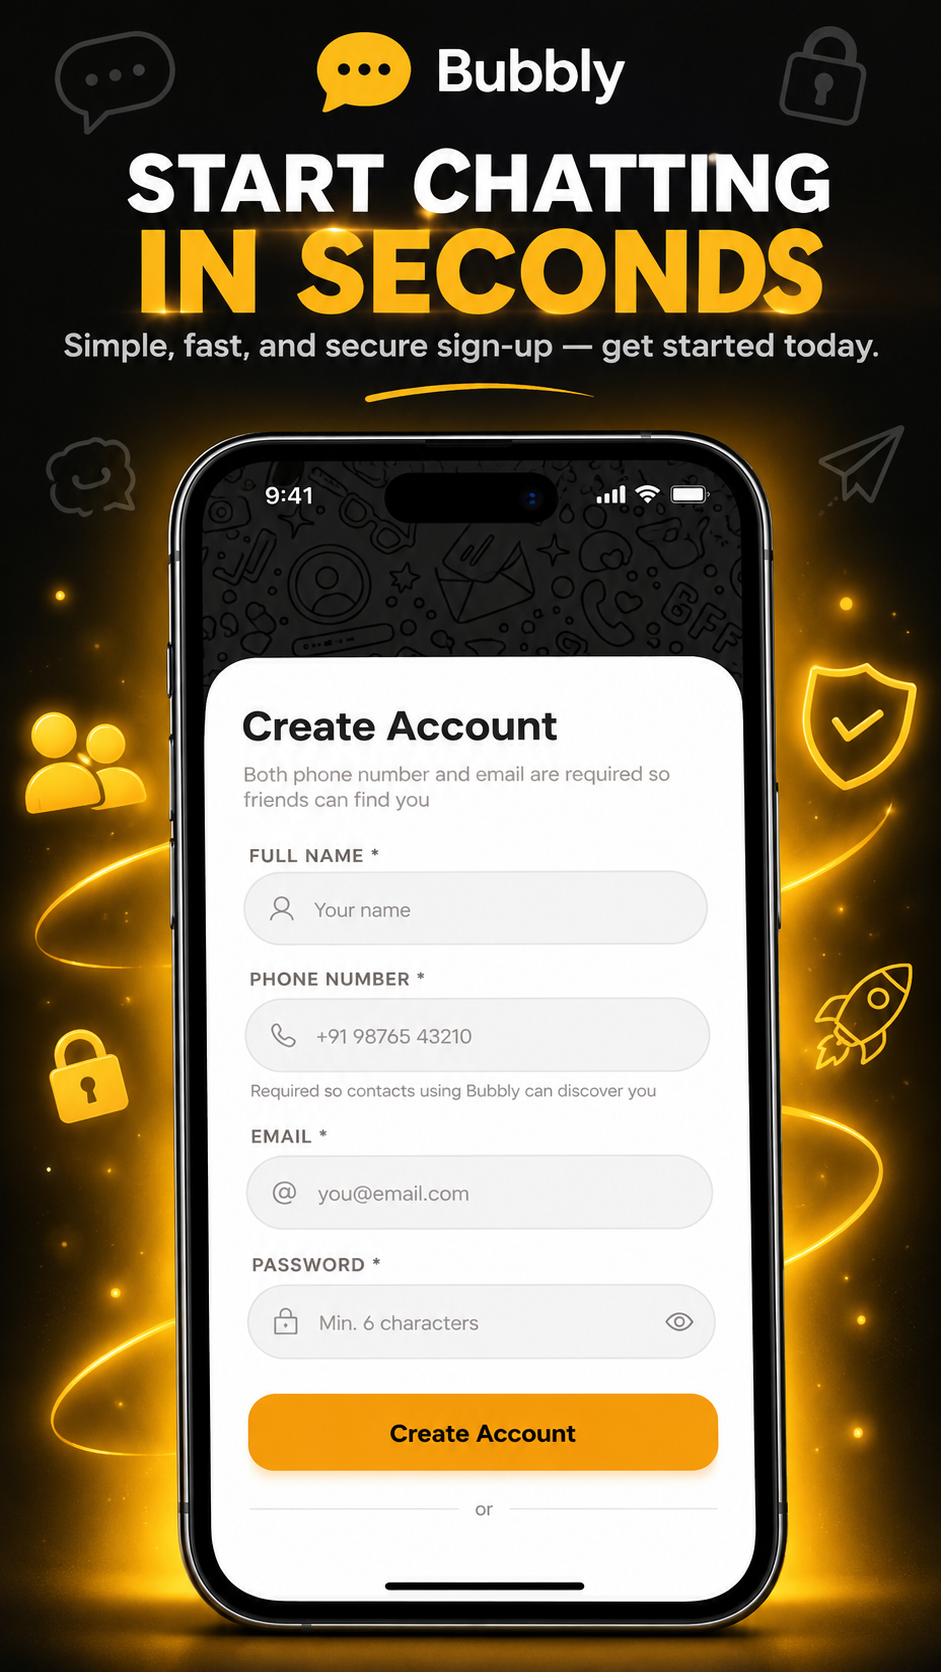 Bubbly
START CHATTING
IN SECONDS
Simple, fast, and secure sign-up — get started today.
9:41
BFF
Create Account
Both phone number and email are required so
friends can find you
FULL NAME *
Your name
PHONE NUMBER *
+91 98765 43210
Required so contacts using Bubbly can discover you
EMAIL *
@ you@email.com
PASSWORD *
Min. 6 characters
Create Account
or